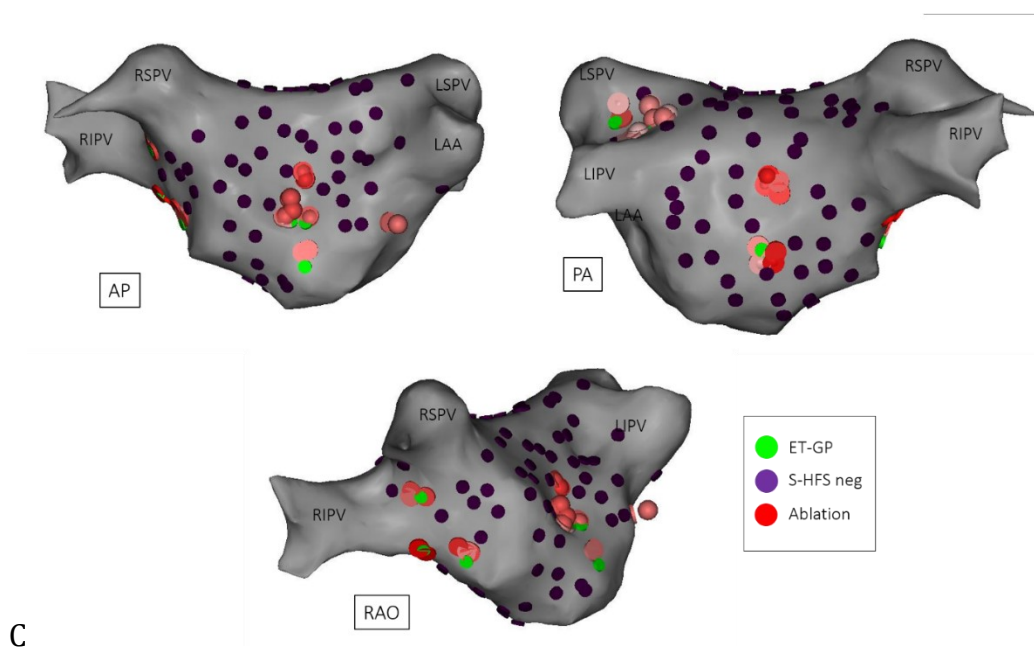 RSPV
LSPV
RIPV
LAA
AP
LSPV
RSPV
RIPV
LIPV
LAA
PA
RSPV
LIPV
RIPV
RAO
ET-GP
S-HFS neg
Ablation
C